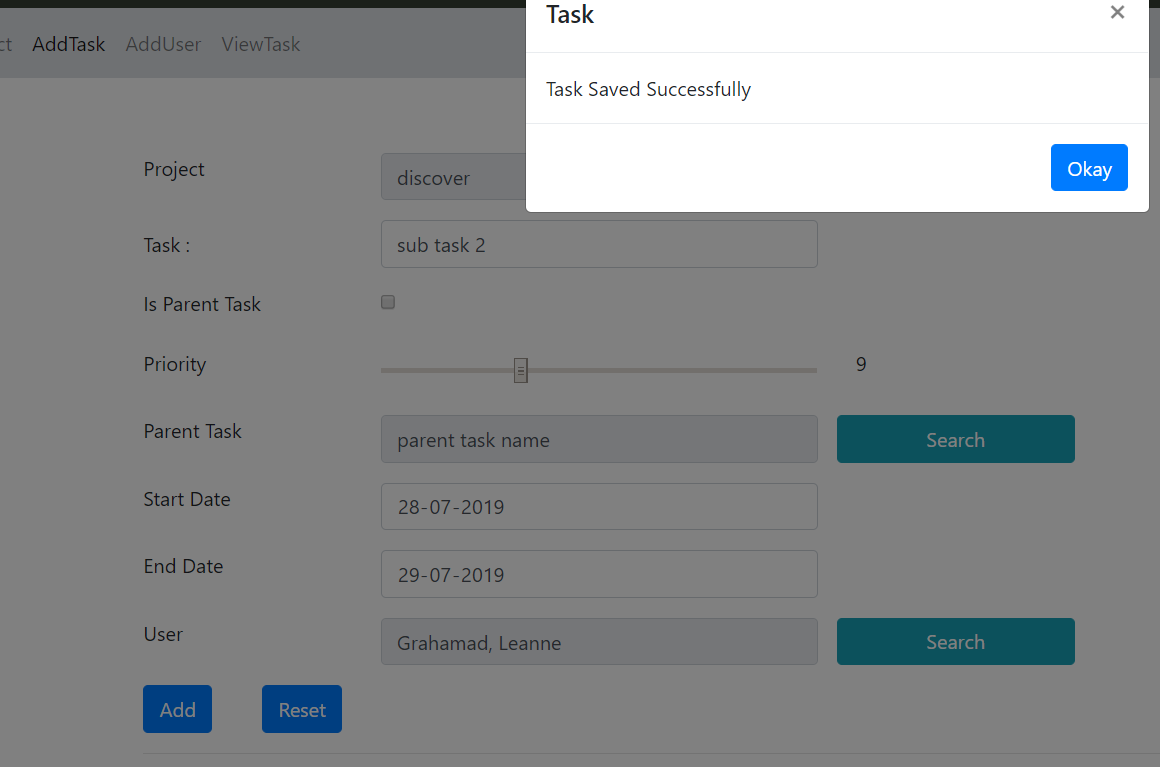 Task ×
ct AddTask AddUser ViewTask
Task Saved Successfully
Okay
Project discover
Task : sub task 2
Is Parent Task
Priority 9
Parent Task parent task name Search
Start Date 28-07-2019
End Date 29-07-2019
User Grahamad, Leanne Search
Add Reset